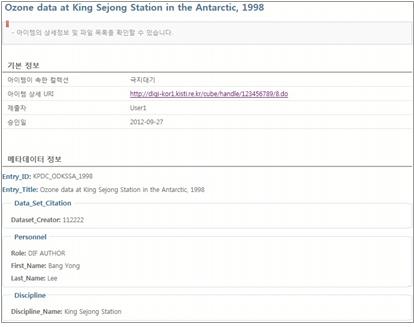 Ozone data at King Sejong Station in the Antarctic, 1998
- 아이템의 상세정보 및 파일 목록를 확인할 수 있습니다.
기본 정보
아이템이 속한 컬렉션 극지대기
아이템 상세 URI http://digi-kor1.kisti.re.kr/cube/handle/123456789/8.do
제출자 User1
승인일 2012-09-27
메타데이터 정보
Entry_ID: KPDC_ODKSSA_1998
Entry_Title: Ozone data at King Sejong Station in the Antarctic, 1998
Data_Set_Citation
Dataset_Creator: 112222
Personnel
Role: DIF AUTHOR
First_Name: Bang Yong
Last_Name: Lee
Discipline
Discipline_Name: King Sejong Station